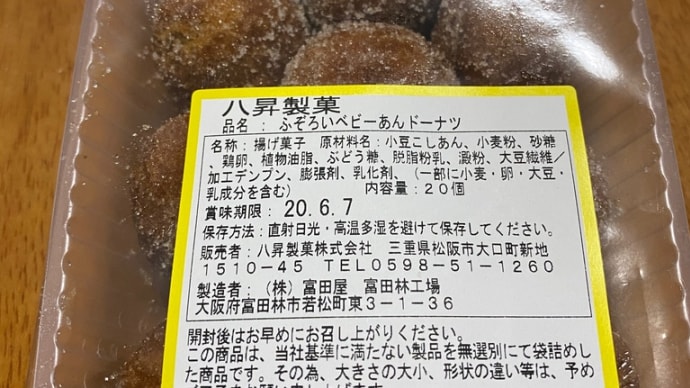 八昇製菓
品名 : ふぞろいベビーあんドーナツ
名称：揚げ菓子 原材料名：小豆こしあん、小麦粉、砂糖
、鶏卵、植物油脂、ぶどう糖、脱脂粉乳、澱粉、大豆繊維／
加工デンプン、膨張剤、乳化剤、（一部に小麦・卵・大豆・
乳成分を含む） 内容量：２０個
賞味期限： 20.6.7
保存方法：直射日光・高温多湿を避けて保存してください。
販売者：八昇製菓株式会社 三重県松阪市大口町新地
１５１０－４５ ＴＥＬ０５９８－５１－１２６０
製造者：（株）富田屋 富田林工場
大阪府富田林市若松町東３－１－３６
開封後はお早めにお召し上がりください。
この商品は、当社基準に満たない製品を無選別にて袋詰めし
た商品です。その為、大きさの大小、形状の違い等は、予め